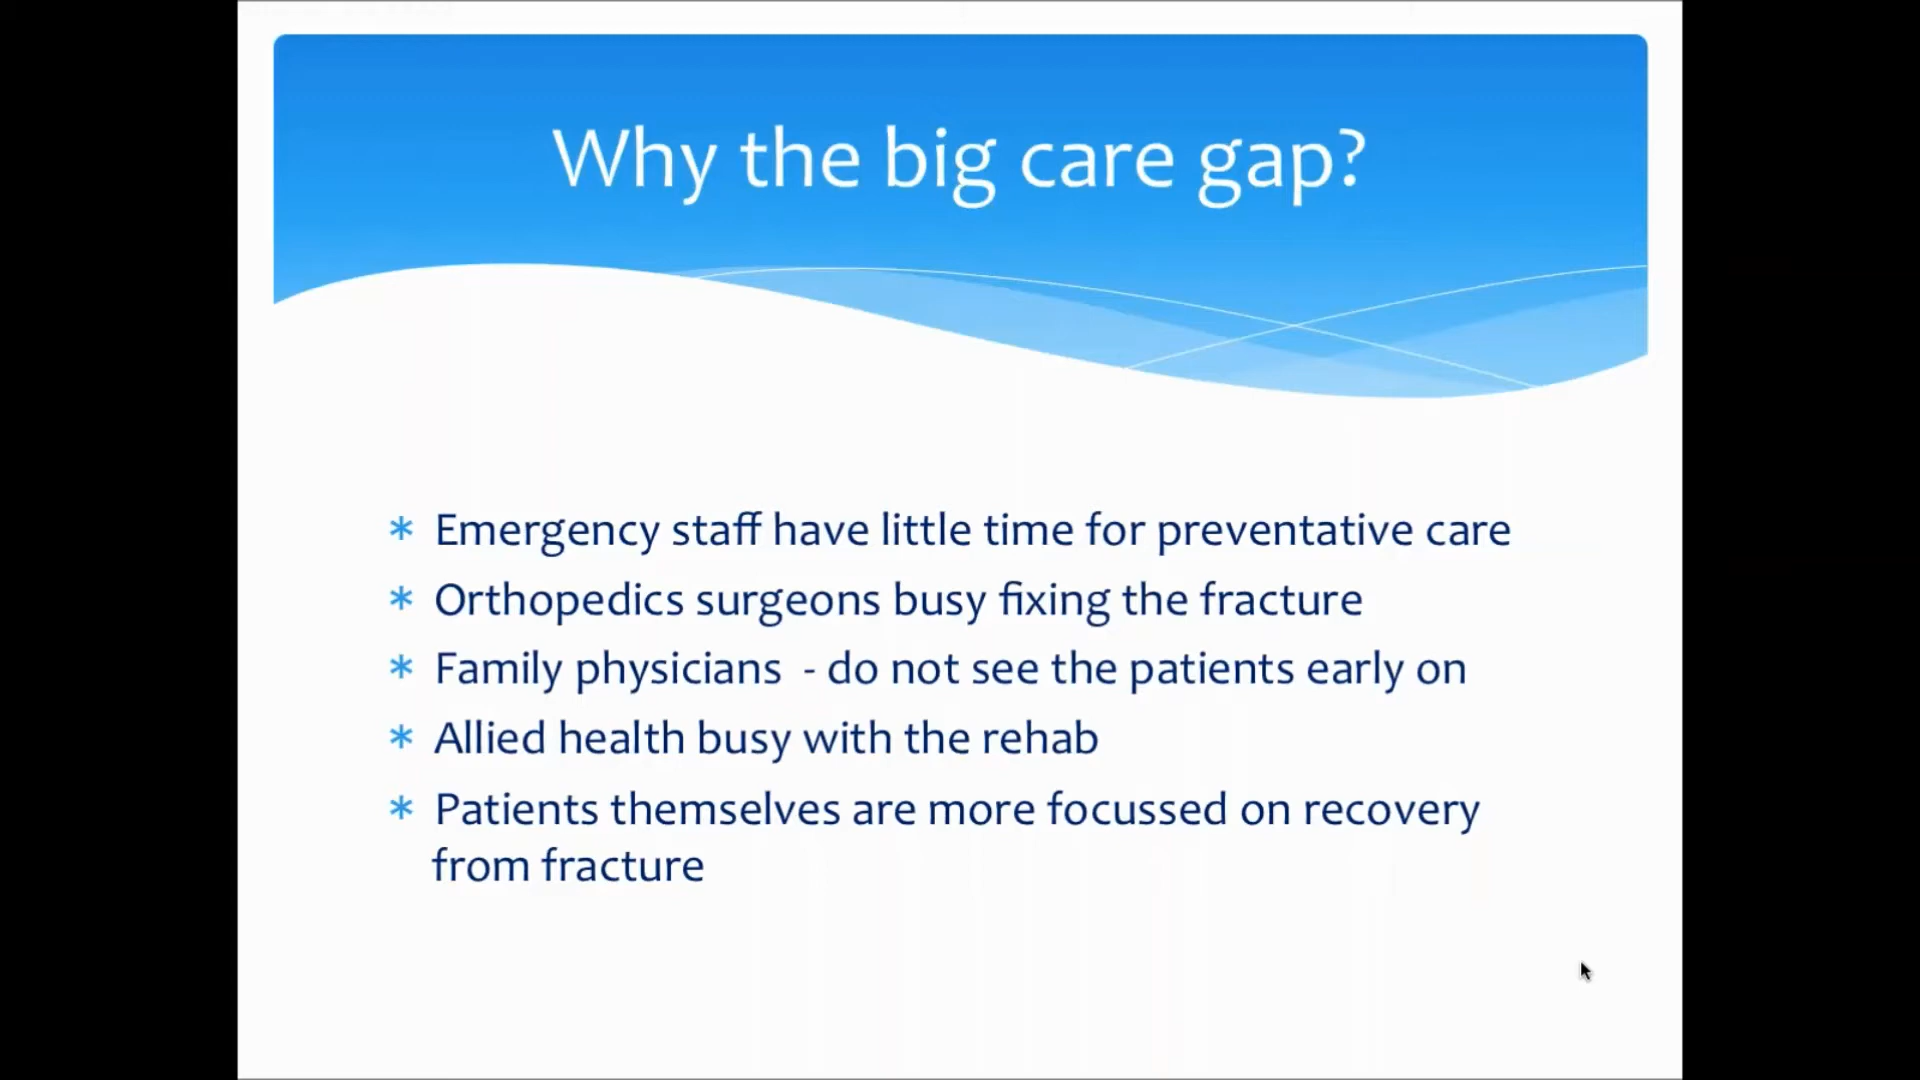 Why the big care gap?
* Emergency staff have little time for preventative care
* Orthopedics surgeons busy fixing the fracture
* Family physicians  - do not see the patients early on
* Allied health busy with the rehab
* Patients themselves are more focussed on recovery
from fracture